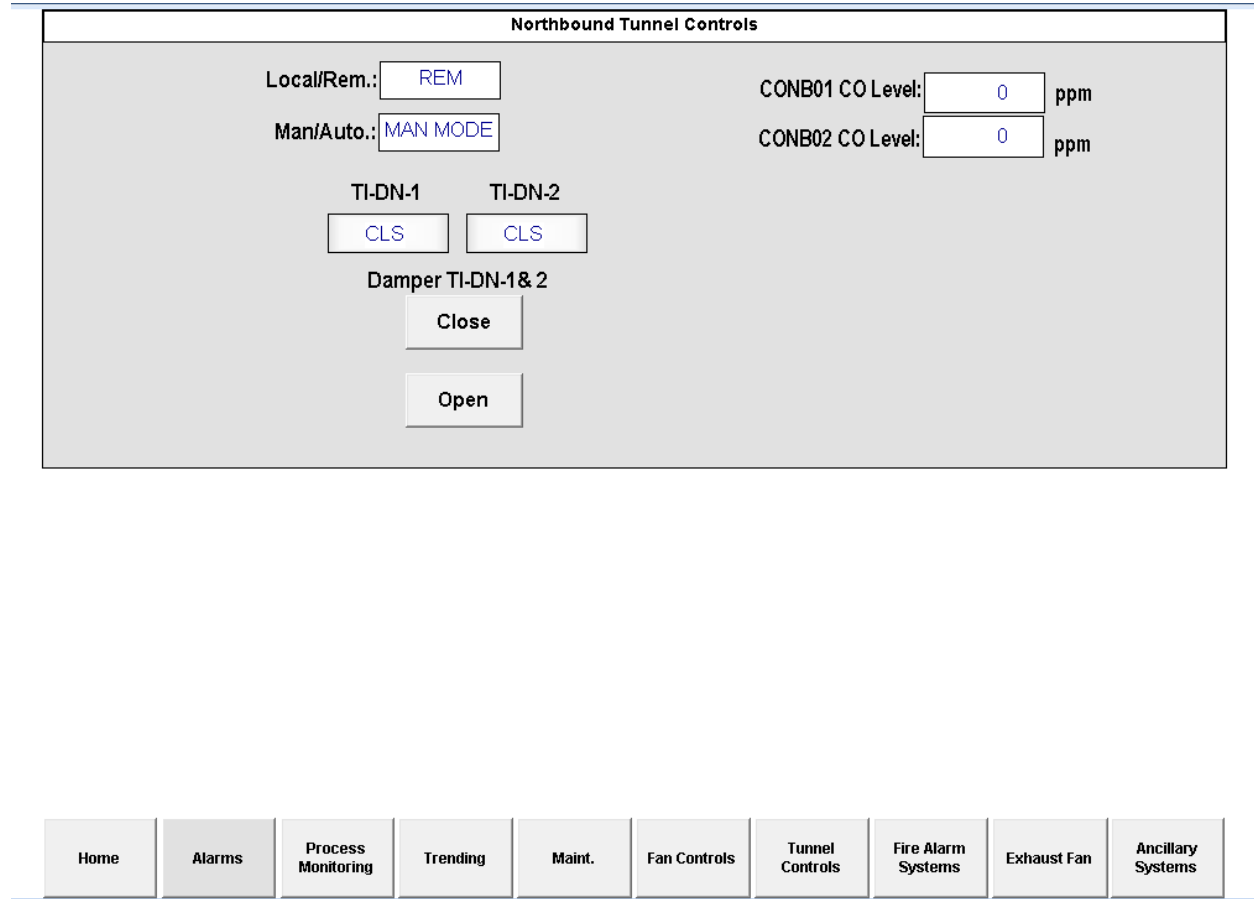 Northbound Tunnel Controls
Local/Rem.: REM
CONB01 CO Level: 0 ppm
Man/Auto.: MAN MODE
CONB02 CO Level: 0 ppm
TI-DN-1 TI-DN-2
CLS CLS
Damper TI-DN-1& 2
Close
Open
Home
Alarms
Process
Monitoring
Trending
Maint.
Fan Controls
Tunnel
Controls
Fire Alarm
Systems
Exhaust Fan
Ancillary
Systems